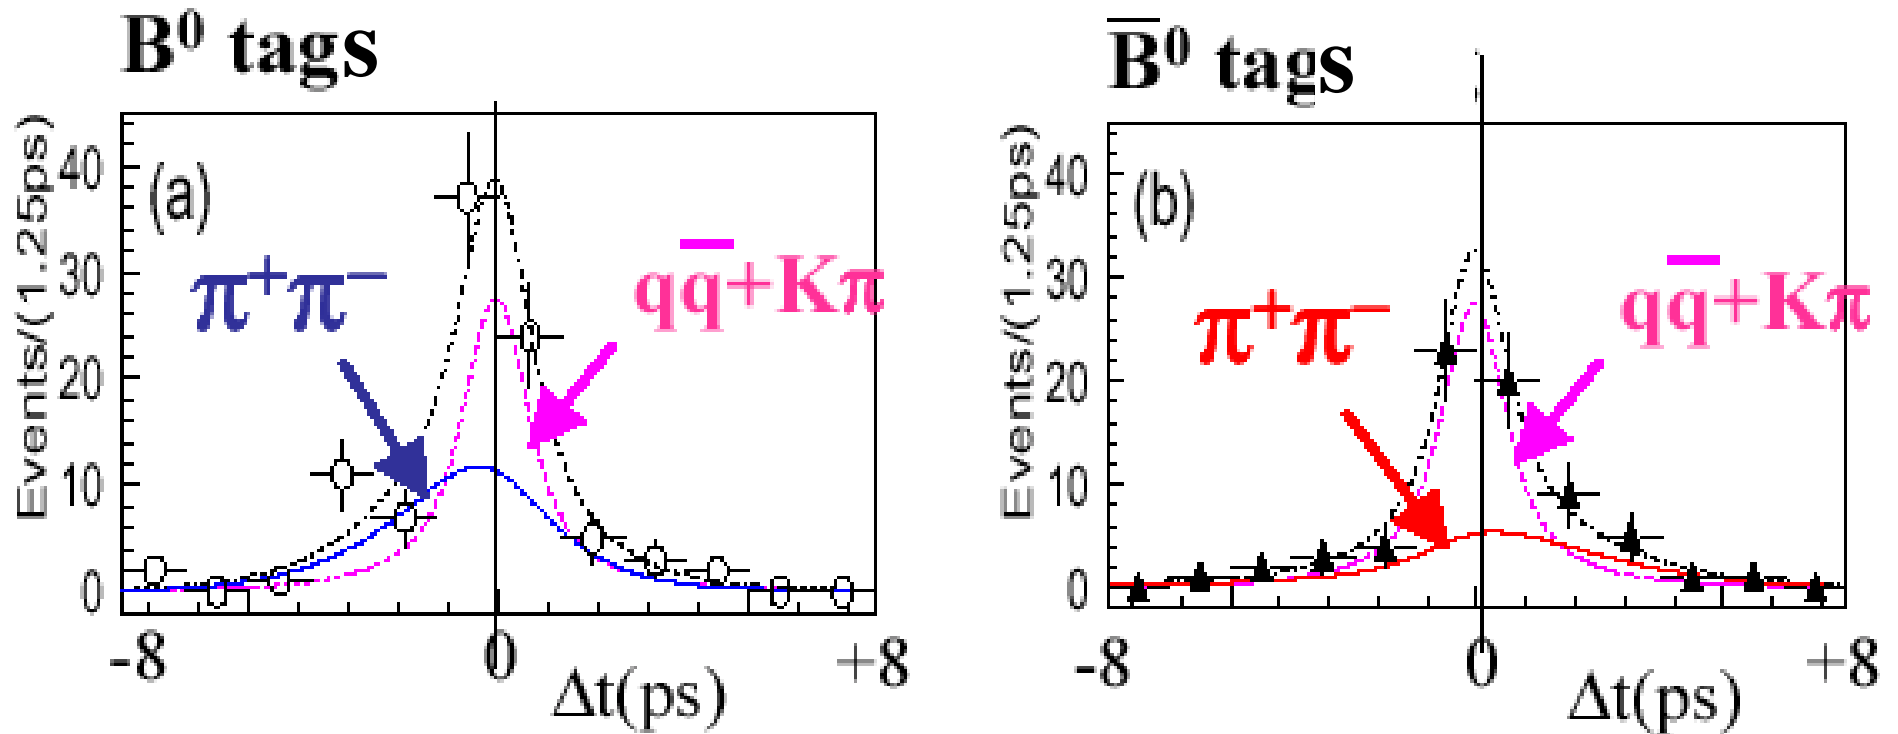 B⁰ tags
Events/(1.25ps)
40
30
20
10
0
(a)
π⁺π⁻
qq̅+Kπ
-8
0
+8
Δt(ps)
B̅⁰ tags
Events/(1.25ps)
40
30
20
10
0
(b)
π⁺π⁻
qq̅+Kπ
-8
0
+8
Δt(ps)